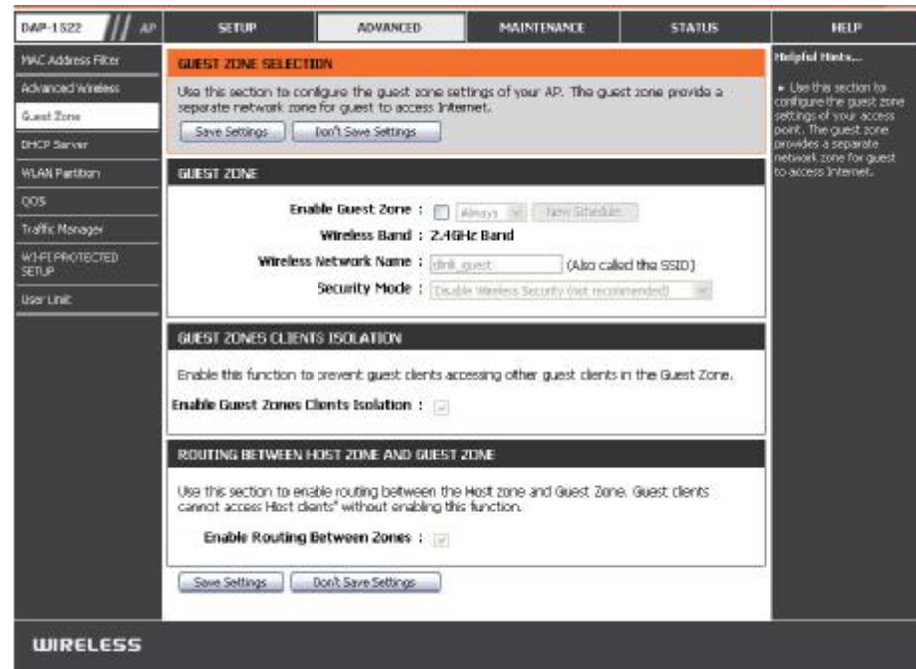 DAP-1522 AP SETUP ADVANCED MAINTENANCE STATUS HELP
MAC Address Filter
Advanced Wireless
Guest Zone
DHCP Server
WLAN Partition
QOS
Traffic Manager
WI-FI PROTECTED
SETUP
User Limit
GUEST ZONE SELECTION
Use this section to configure the guest zone settings of your AP. The guest zone provide a
separate network zone for guest to access Internet.
Save Settings Don't Save Settings
GUEST ZONE
Enable Guest Zone : Always New Schedule
Wireless Band : 2.4GHz Band
Wireless Network Name : dlink_guest (Also called the SSID)
Security Mode : Disable Wireless Security (not recommended)
GUEST ZONES CLIENTS ISOLATION
Enable this function to prevent guest clients accessing other guest clients in the Guest Zone.
Enable Guest Zones Clients Isolation :
ROUTING BETWEEN HOST ZONE AND GUEST ZONE
Use this section to enable routing between the Host zone and Guest Zone. Guest clients
cannot access Host clients" without enabling this function.
Enable Routing Between Zones :
Save Settings Don't Save Settings
Helpful Hints...
• Use this section to
configure the guest zone
settings of your access
point. The guest zone
provides a separate
network zone for guest
to access Internet.
WIRELESS